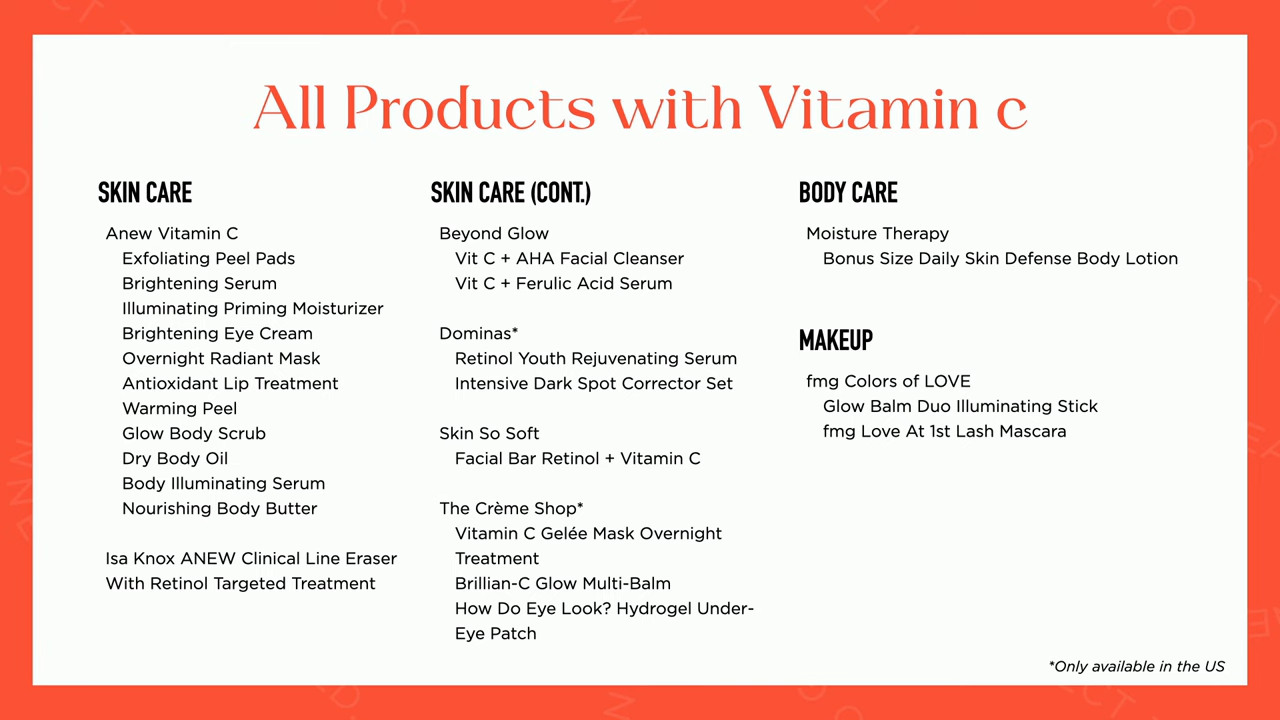 All Products with Vitamin c
SKIN CARE
Anew Vitamin C
Exfoliating Peel Pads
Brightening Serum
Illuminating Priming Moisturizer
Brightening Eye Cream
Overnight Radiant Mask
Antioxidant Lip Treatment
Warming Peel
Glow Body Scrub
Dry Body Oil
Body Illuminating Serum
Nourishing Body Butter
Isa Knox ANEW Clinical Line Eraser
With Retinol Targeted Treatment
SKIN CARE (CONT.)
Beyond Glow
Vit C + AHA Facial Cleanser
Vit C + Ferulic Acid Serum
Dominas*
Retinol Youth Rejuvenating Serum
Intensive Dark Spot Corrector Set
Skin So Soft
Facial Bar Retinol + Vitamin C
The Crème Shop*
Vitamin C Gelée Mask Overnight
Treatment
Brillian-C Glow Multi-Balm
How Do Eye Look? Hydrogel Under-
Eye Patch
BODY CARE
Moisture Therapy
Bonus Size Daily Skin Defense Body Lotion
MAKEUP
fmg Colors of LOVE
Glow Balm Duo Illuminating Stick
fmg Love At 1st Lash Mascara
*Only available in the US